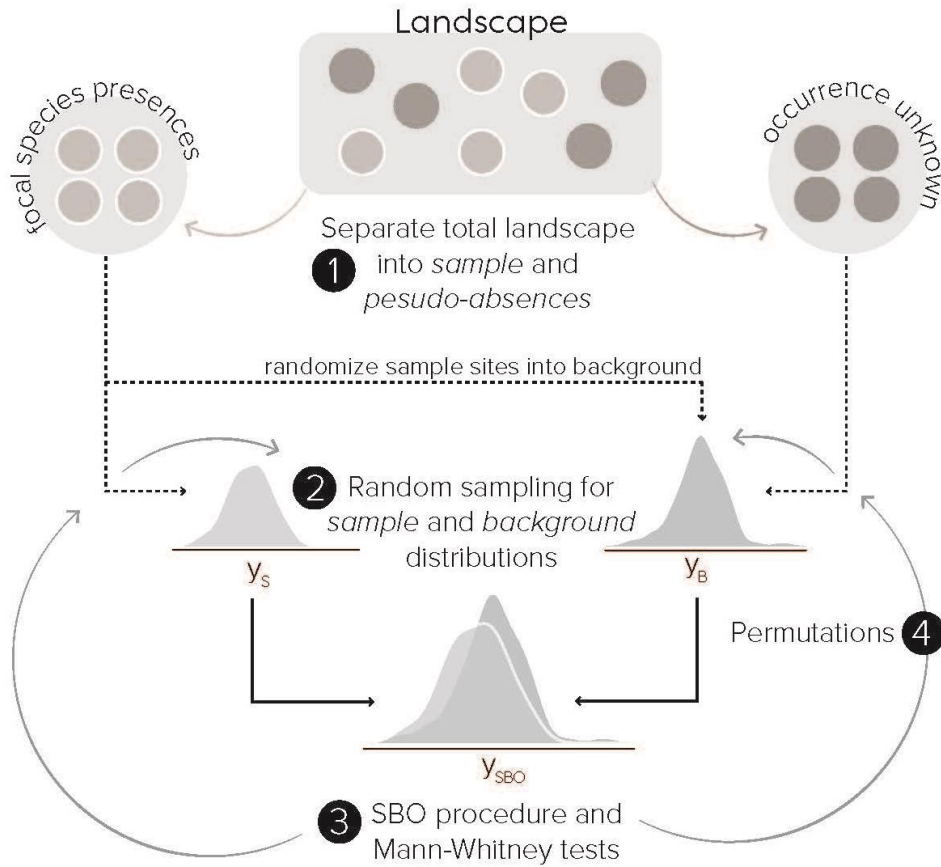 Landscape
focal species presences
occurrence unknown
Separate total landscape
1 into sample and
pesudo-absences
randomize sample sites into background
2 Random sampling for
sample and background
distributions
yS
yB
Permutations 4
ySBO
3 SBO procedure and
Mann-Whitney tests